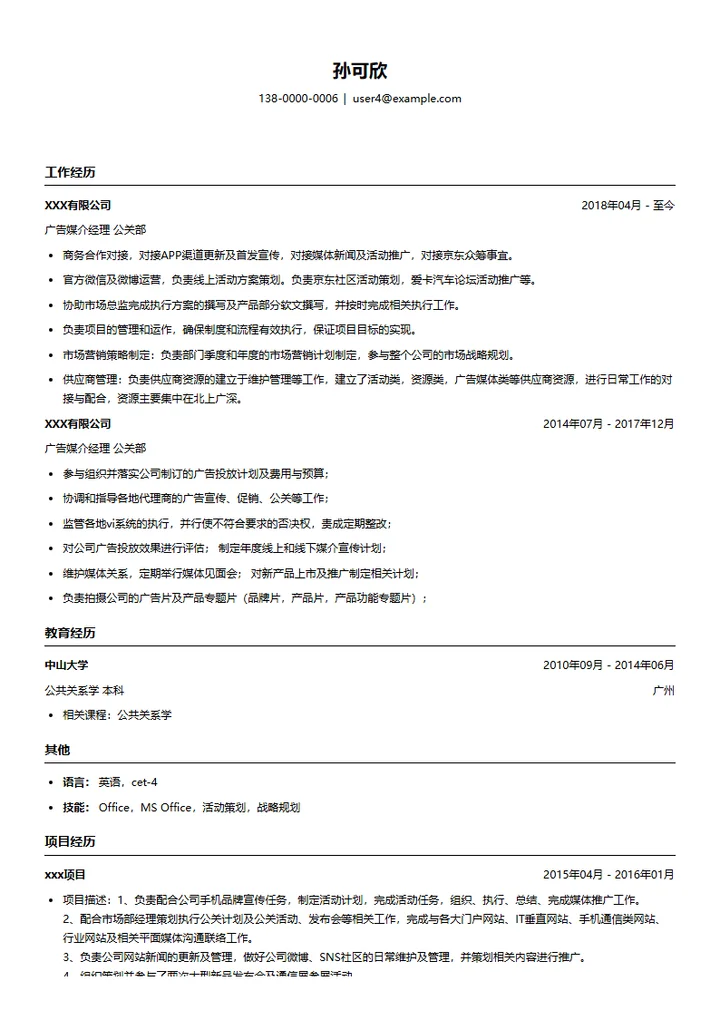 孙可欣
138-0000-0006 | user4@example.com
工作经历
XXX有限公司 2018年04月 - 至今
广告媒介经理 公关部
• 商务合作对接，对接APP渠道更新及首发宣传，对接媒体新闻及活动推广，对接京东众筹事宜。
• 官方微信及微博运营，负责线上活动方案策划。负责京东社区活动策划，爱卡汽车论坛活动推广等。
• 协助市场总监完成执行方案的撰写及产品部分软文撰写，并按时完成相关执行工作。
• 负责项目的管理和运作，确保制度和流程有效执行，保证项目目标的实现。
• 市场营销策略制定：负责部门季度和年度的市场营销计划制定，参与整个公司的市场战略规划。
• 供应商管理：负责供应商资源的建立于维护管理等工作，建立了活动类，资源类，广告媒体类等供应商资源，进行日常工作的对
接与配合，资源主要集中在北上广深。
XXX有限公司 2014年07月 - 2017年12月
广告媒介经理 公关部
• 参与组织并落实公司制订的广告投放计划及费用与预算；
• 协调和指导各地代理商的广告宣传、促销、公关等工作；
• 监管各地vi系统的执行，并行使不符合要求的否决权，责成定期整改；
• 对公司广告投放效果进行评估； 制定年度线上和线下媒介宣传计划；
• 维护媒体关系，定期举行媒体见面会； 对新产品上市及推广制定相关计划；
• 负责拍摄公司的广告片及产品专题片（品牌片，产品片，产品功能专题片）；
教育经历
中山大学 2010年09月 - 2014年06月
公共关系学 本科 广州
• 相关课程：公共关系学
其他
• 语言： 英语，cet-4
• 技能： Office，MS Office，活动策划，战略规划
项目经历
xxx项目 2015年04月 - 2016年01月
• 项目描述：1、负责配合公司手机品牌宣传任务，制定活动计划，完成活动任务，组织、执行、总结、完成媒体推广工作。
2、配合市场部经理策划执行公关计划及公关活动、发布会等相关工作，完成与各大门户网站、IT垂直网站、手机通信类网站、
行业网站及相关平面媒体沟通联络工作。
3、负责公司网站新闻的更新及管理，做好公司微博、SNS社区的日常维护及管理，并策划相关内容进行推广。
4、组织策划并参与了两次大型新品发布会及通信展参展活动